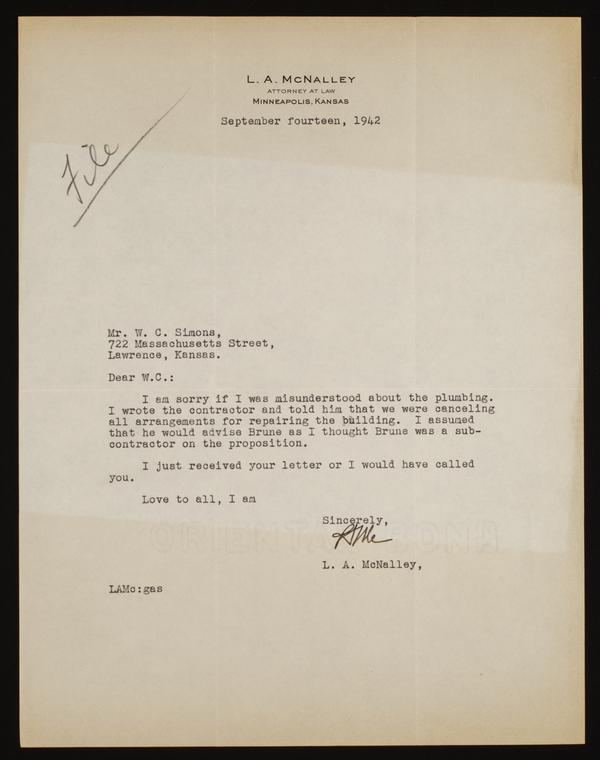 L. A. McNALLEY
ATTORNEY AT LAW
MINNEAPOLIS, KANSAS
September fourteen, 1942
File
Mr. W. C. Simons,
722 Massachusetts Street,
Lawrence, Kansas.
Dear W.C.:
I am sorry if I was misunderstood about the plumbing.
I wrote the contractor and told him that we were canceling
all arrangements for repairing the building. I assumed
that he would advise Brune as I thought Brune was a sub-
contractor on the proposition.
I just received your letter or I would have called
you.
Love to all, I am
Sincerely,
L. A. McNalley,
LAMc:gas